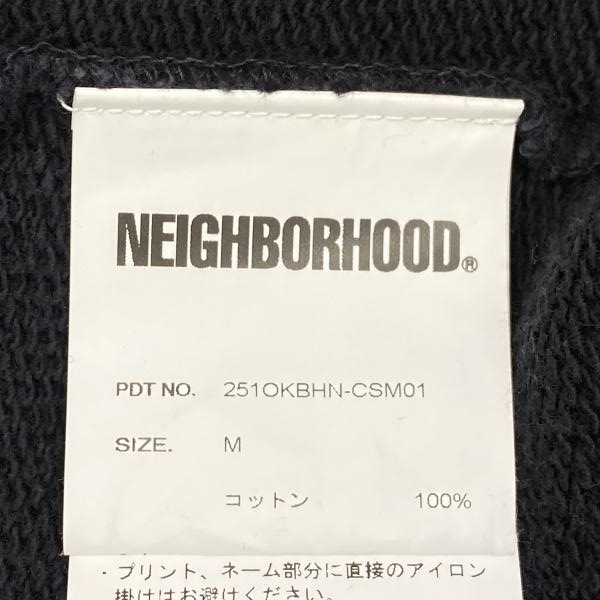 NEIGHBORHOOD®
PDT NO. 251OKBHN-CSM01
SIZE. M
コットン 100%
・プリント、ネーム部分に直接のアイロン
掛けはお避けください。